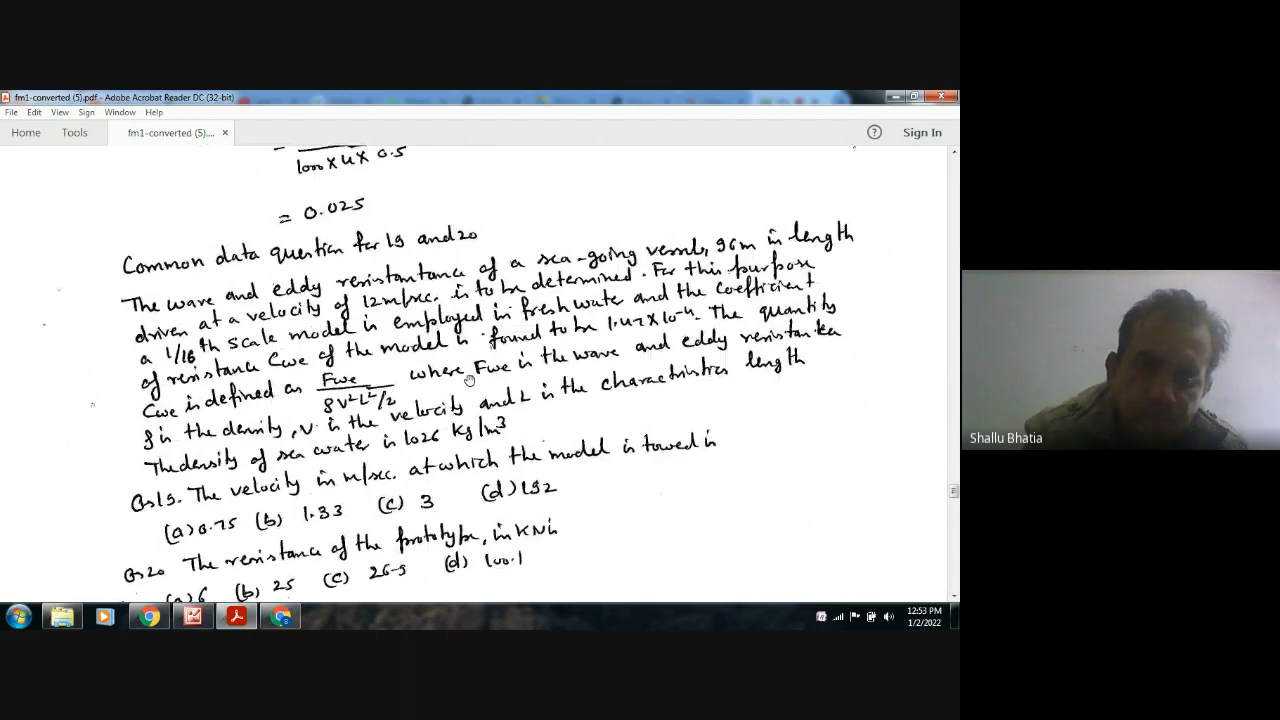 fm1-converted (5).pdf - Adobe Acrobat Reader DC (32-bit)
File Edit View Sign Window Help
Home Tools fm1-converted (5).... × Sign In
1000 × 4 × 0.5
= 0.025
Common data question for 19 and 20
The wave and eddy resistantance of a sea-going vessels, 96m in length
driven at a velocity of 12m/sec. is to be determined. For this purpose
a 1/16 th scale model is employed in fresh water and the coefficient
of resistance Cwe of the model is found to be 1.47 × 10-4. The quantity
Cwe is defined as Fwe / ρV²L²/2 where Fwe is the wave and eddy resistance
ρ is the density, V is the velocity and L is the charactristics length
The density of sea water is 1026 kg/m³
Qs19. The velocity in m/sec. at which the model is towed is
(a) 0.75 (b) 1.33 (c) 3 (d) 192
Qs20 The resistance of the prototype, in KN is
(a) 6 (b) 25 (c) 26.5 (d) 100.1
Shallu Bhatia
12:53 PM
1/2/2022